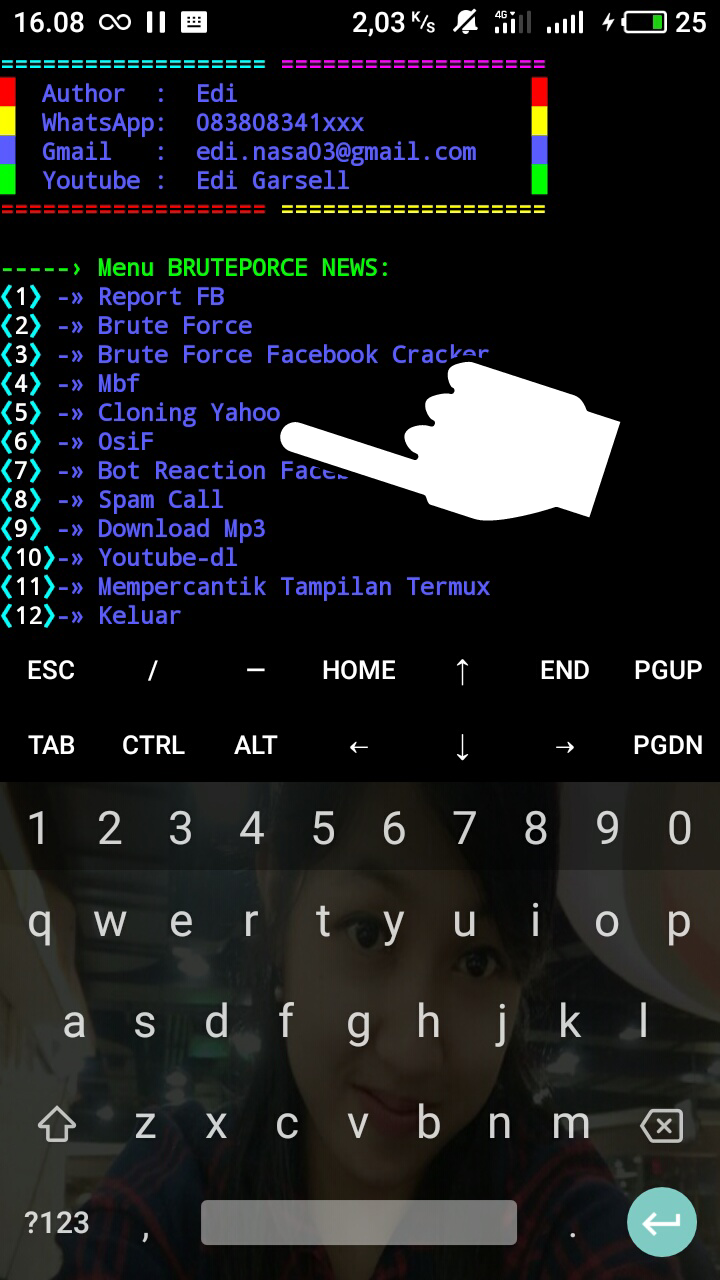 16.08 2,03 K/s 4G 25
================== ==================
Author : Edi
WhatsApp: 083808341xxx
Gmail : edi.nasa03@gmail.com
Youtube : Edi Garsell
================== ==================
-----› Menu BRUTEPORCE NEWS:
❬1❭ -» Report FB
❬2❭ -» Brute Force
❬3❭ -» Brute Force Facebook Cracker
❬4❭ -» Mbf
❬5❭ -» Cloning Yahoo
❬6❭ -» OsiF
❬7❭ -» Bot Reaction
❬8❭ -» Spam Call
❬9❭ -» Download Mp3
❬10❭-» Youtube-dl
❬11❭-» Mempercantik Tampilan Termux
❬12❭-» Keluar
ESC / — HOME ↑ END PGUP
TAB CTRL ALT ← ↓ → PGDN
1 2 3 4 5 6 7 8 9 0
q w e r t y u i o p
a s d f g h j k l
z x c v b n m
?123 , .